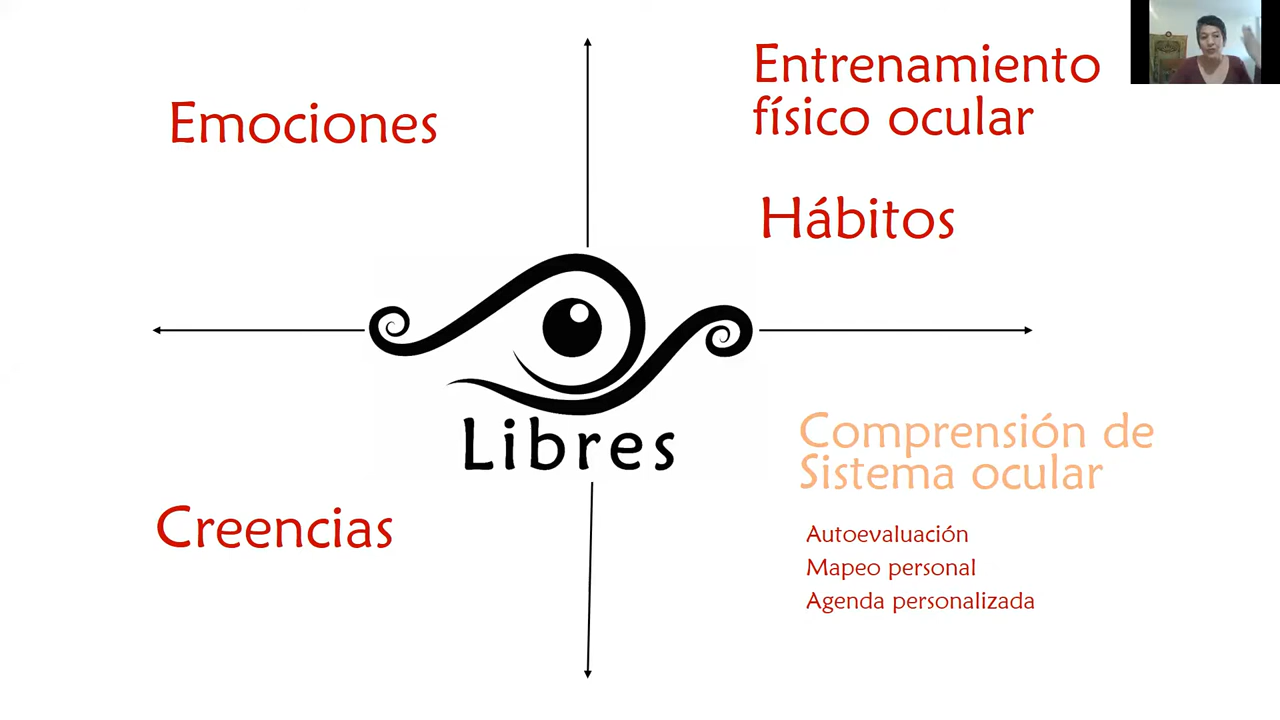 Emociones
Entrenamiento
físico ocular
Hábitos
Libres
Creencias
Comprensión de
Sistema ocular
Autoevaluación
Mapeo personal
Agenda personalizada